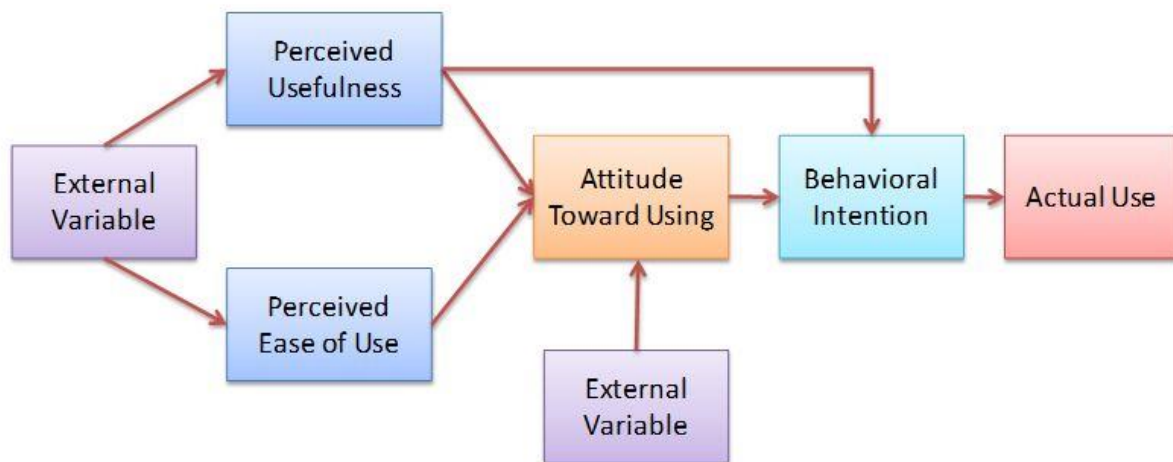 Perceived
Usefulness
External
Variable
Attitude
Toward Using
Behavioral
Intention
Actual Use
Perceived
Ease of Use
External
Variable